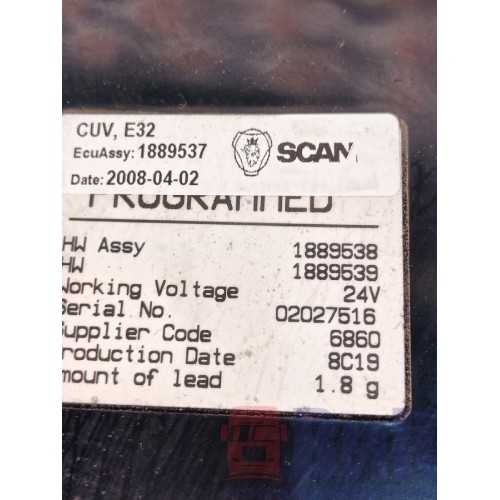 CUV, E32
EcuAssy: 1889537
SCAN
Date: 2008-04-02
PROGRAMMED
HW Assy 1889538
HW 1889539
Working Voltage 24V
Serial No. 02027516
Supplier Code 6860
Production Date 8C19
mount of lead 1.8 g